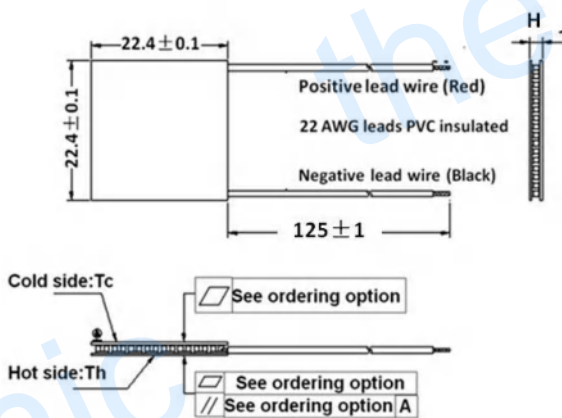 22.4±0.1
H
22.4±0.1
Positive lead wire (Red)
22 AWG leads PVC insulated
Negative lead wire (Black)
125±1
Cold side:Tc
See ordering option
Hot side:Th
See ordering option
// See ordering option A